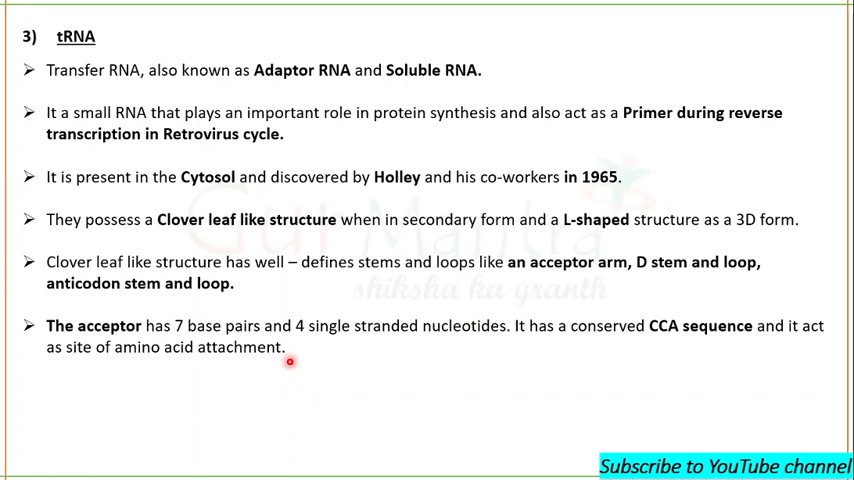 3) tRNA
➢ Transfer RNA, also known as Adaptor RNA and Soluble RNA.
➢ It a small RNA that plays an important role in protein synthesis and also act as a Primer during reverse
transcription in Retrovirus cycle.
➢ It is present in the Cytosol and discovered by Holley and his co-workers in 1965.
➢ They possess a Clover leaf like structure when in secondary form and a L-shaped structure as a 3D form.
➢ Clover leaf like structure has well – defines stems and loops like an acceptor arm, D stem and loop,
anticodon stem and loop.
➢ The acceptor has 7 base pairs and 4 single stranded nucleotides. It has a conserved CCA sequence and it act
as site of amino acid attachment.
Gur Mantra
shiksha ka granth
Subscribe to YouTube channel